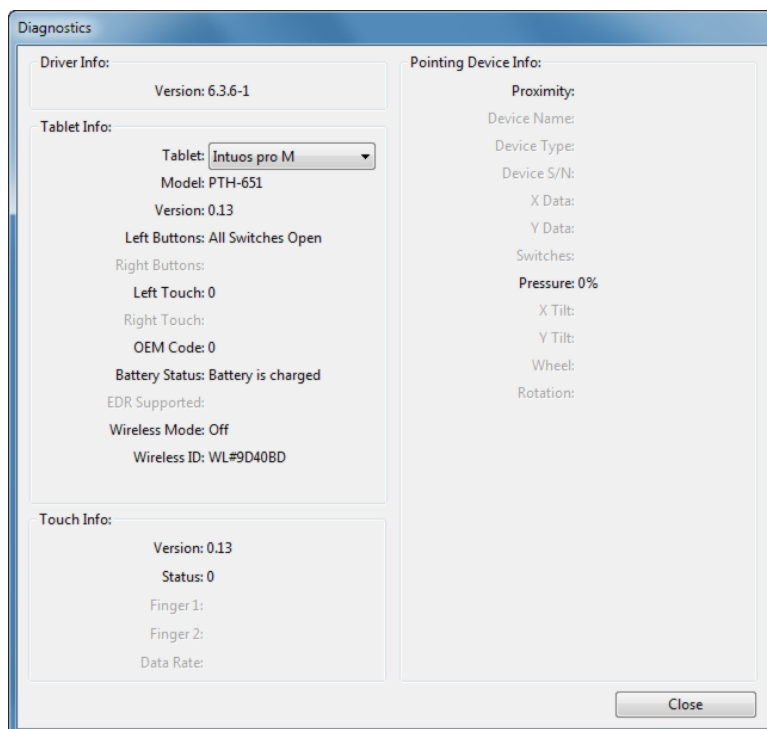 Diagnostics
Driver Info:
Version: 6.3.6-1
Tablet Info:
Tablet: Intuos pro M
Model: PTH-651
Version: 0.13
Left Buttons: All Switches Open
Right Buttons:
Left Touch: 0
Right Touch:
OEM Code: 0
Battery Status: Battery is charged
EDR Supported:
Wireless Mode: Off
Wireless ID: WL#9D40BD
Touch Info:
Version: 0.13
Status: 0
Finger 1:
Finger 2:
Data Rate:
Pointing Device Info:
Proximity:
Device Name:
Device Type:
Device S/N:
X Data:
Y Data:
Switches:
Pressure: 0%
X Tilt:
Y Tilt:
Wheel:
Rotation:
Close